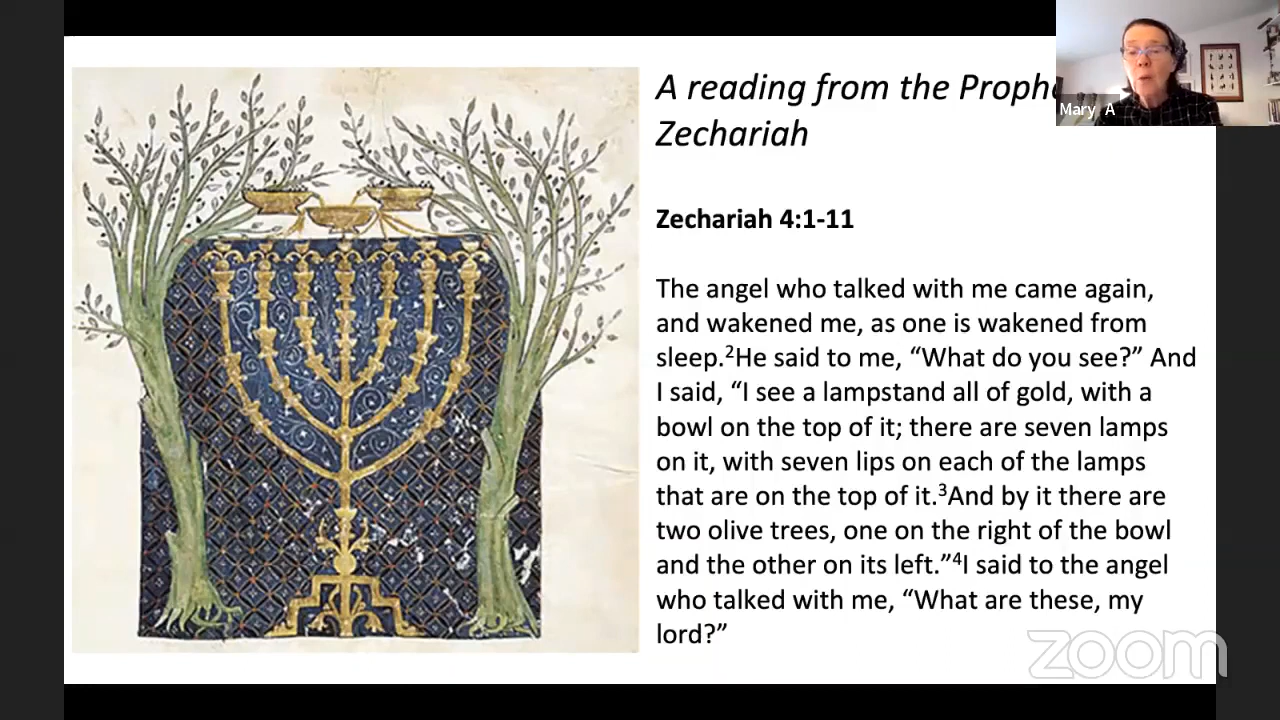 A reading from the Proph
Zechariah
Mary A
Zechariah 4:1-11
The angel who talked with me came again,
and wakened me, as one is wakened from
sleep.²He said to me, “What do you see?” And
I said, “I see a lampstand all of gold, with a
bowl on the top of it; there are seven lamps
on it, with seven lips on each of the lamps
that are on the top of it.³And by it there are
two olive trees, one on the right of the bowl
and the other on its left.”⁴I said to the angel
who talked with me, “What are these, my
lord?”
zoom